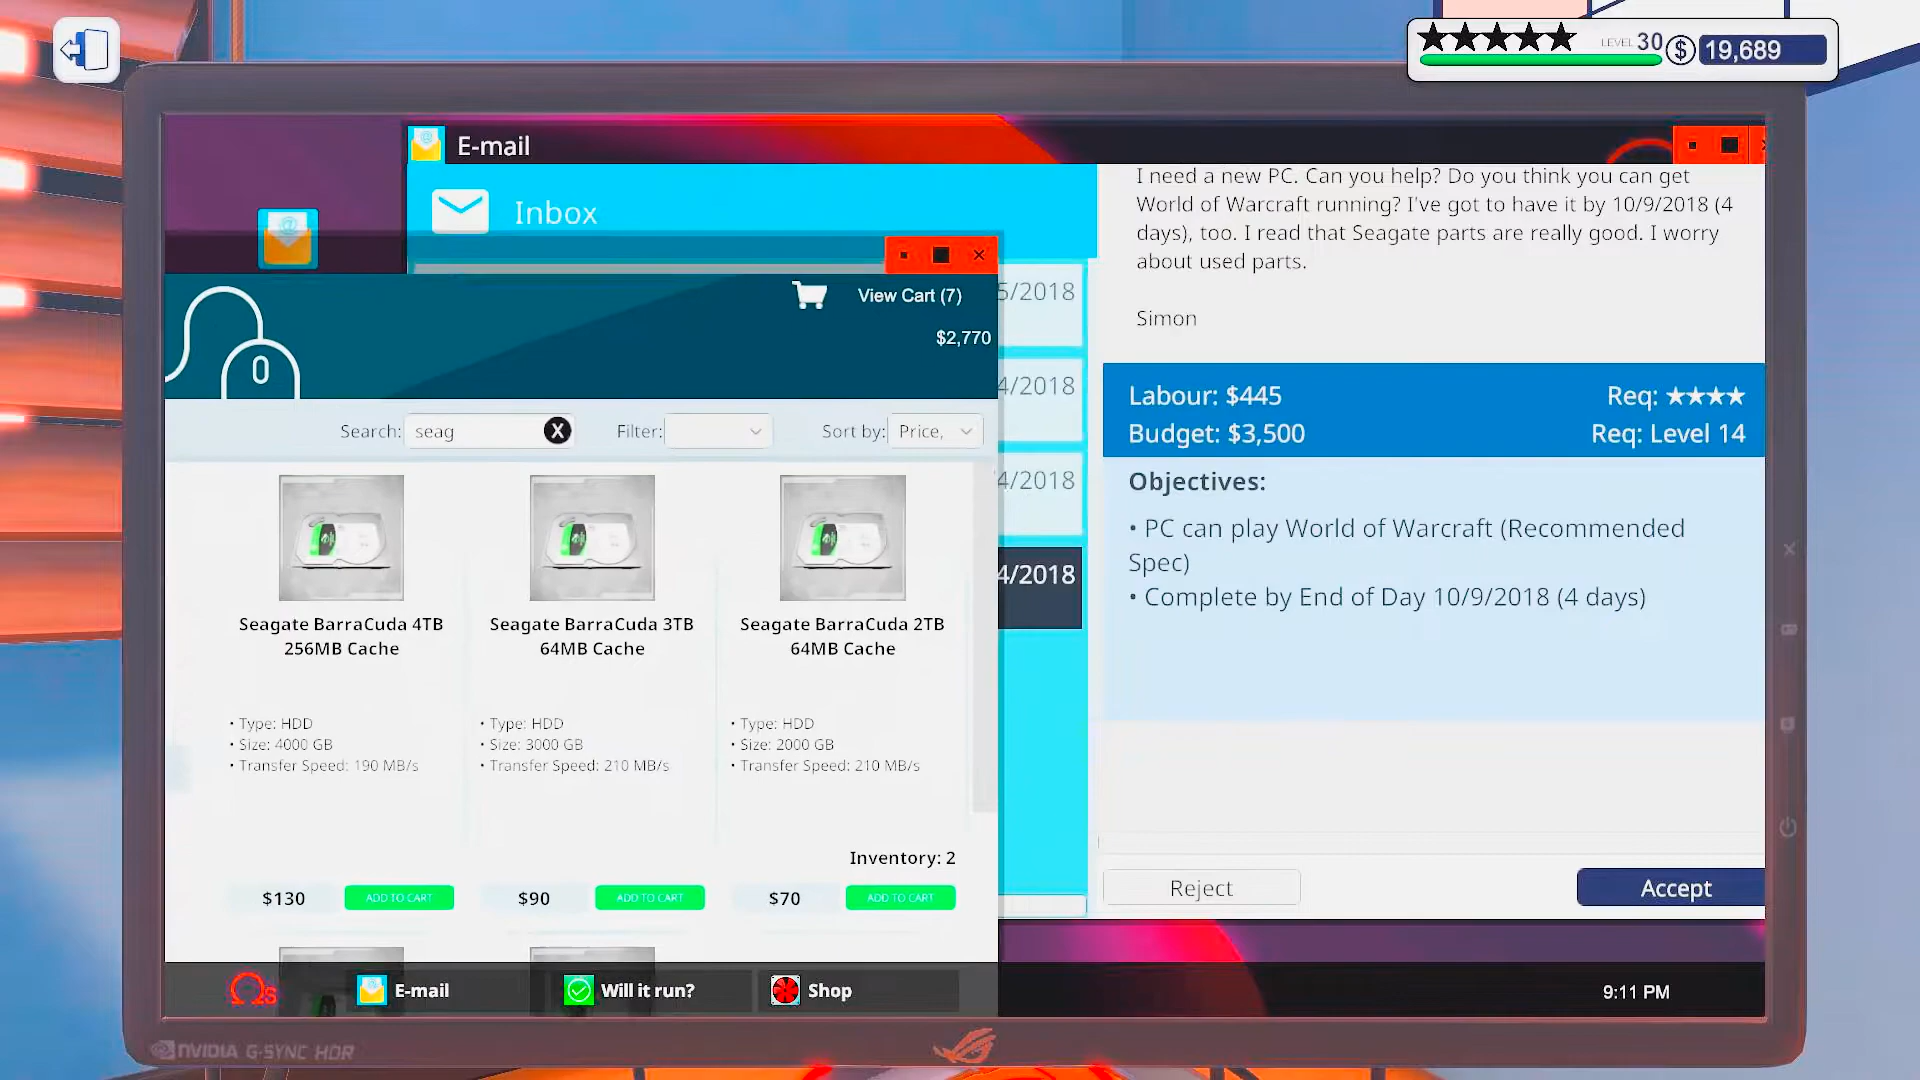 ★★★★★ LEVEL 30 $ 19,689
E-mail
Inbox
I need a new PC. Can you help? Do you think you can get
World of Warcraft running? I've got to have it by 10/9/2018 (4
days), too. I read that Seagate parts are really good. I worry
about used parts.
Simon
View Cart (7)
$2,770
5/2018
4/2018
4/2018
4/2018
Labour: $445
Req: ★★★★
Budget: $3,500
Req: Level 14
Search: seag
Filter:
Sort by: Price,
Objectives:
• PC can play World of Warcraft (Recommended
Spec)
• Complete by End of Day 10/9/2018 (4 days)
Seagate BarraCuda 4TB
256MB Cache
• Type: HDD
• Size: 4000 GB
• Transfer Speed: 190 MB/s
$130
ADD TO CART
Seagate BarraCuda 3TB
64MB Cache
• Type: HDD
• Size: 3000 GB
• Transfer Speed: 210 MB/s
$90
ADD TO CART
Seagate BarraCuda 2TB
64MB Cache
• Type: HDD
• Size: 2000 GB
• Transfer Speed: 210 MB/s
Inventory: 2
$70
ADD TO CART
Reject
Accept
Ωs
E-mail
Will it run?
Shop
9:11 PM
NVIDIA G-SYNC HDR